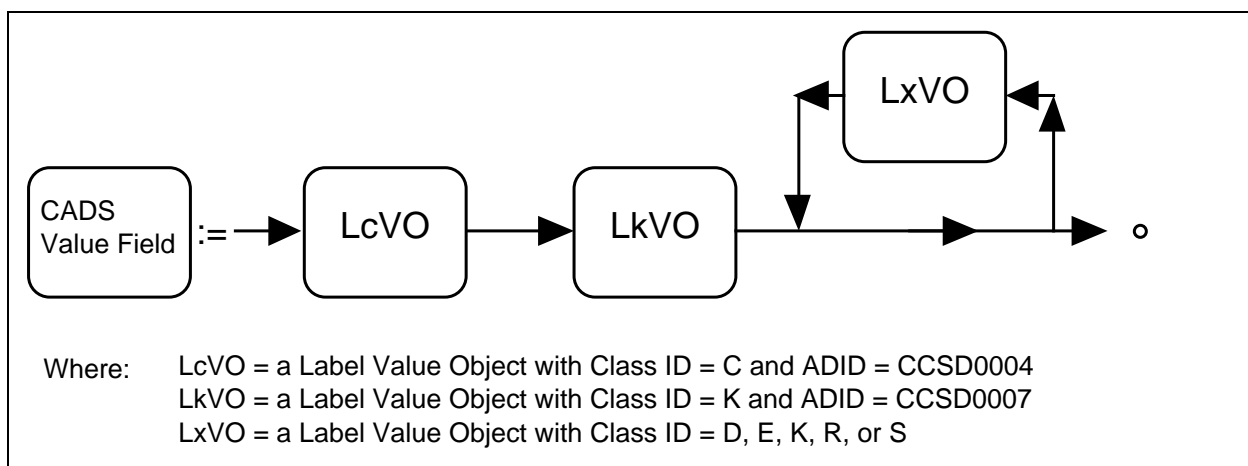 LxVO
CADS
Value Field
:=
LcVO
LkVO
Where:
LcVO = a Label Value Object with Class ID = C and ADID = CCSD0004
LkVO = a Label Value Object with Class ID = K and ADID = CCSD0007
LxVO = a Label Value Object with Class ID = D, E, K, R, or S